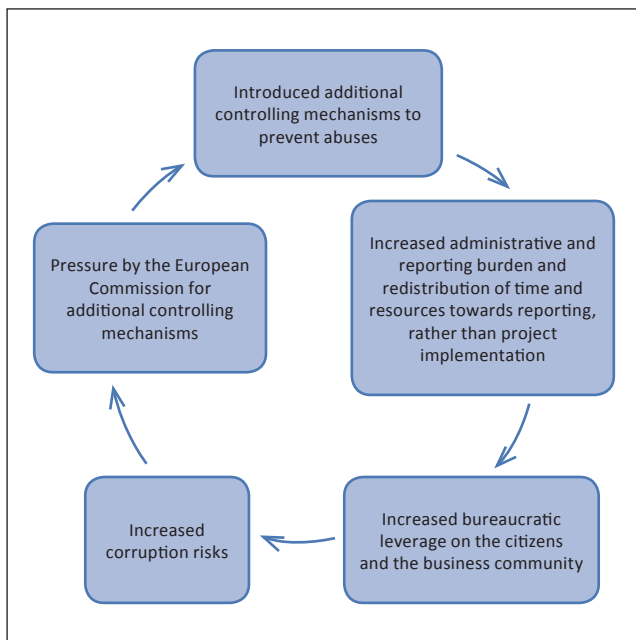 Introduced additional
controlling mechanisms to
prevent abuses
Increased administrative and
reporting burden and
redistribution of time and
resources towards reporting,
rather than project
implementation
Increased bureaucratic
leverage on the citizens
and the business community
Increased
corruption risks
Pressure by the European
Commission for
additional controlling
mechanisms